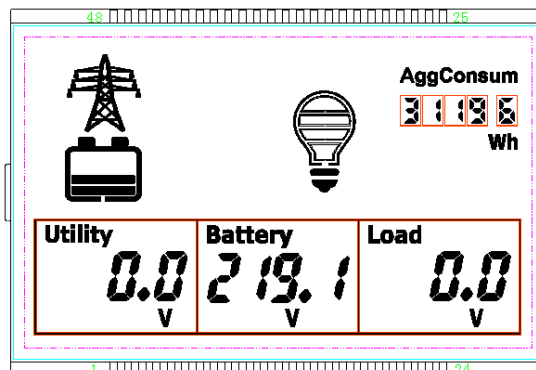 48 25
AggConsum
31196
Wh
Utility Battery Load
0.0 219.1 0.0
V V V
1 24